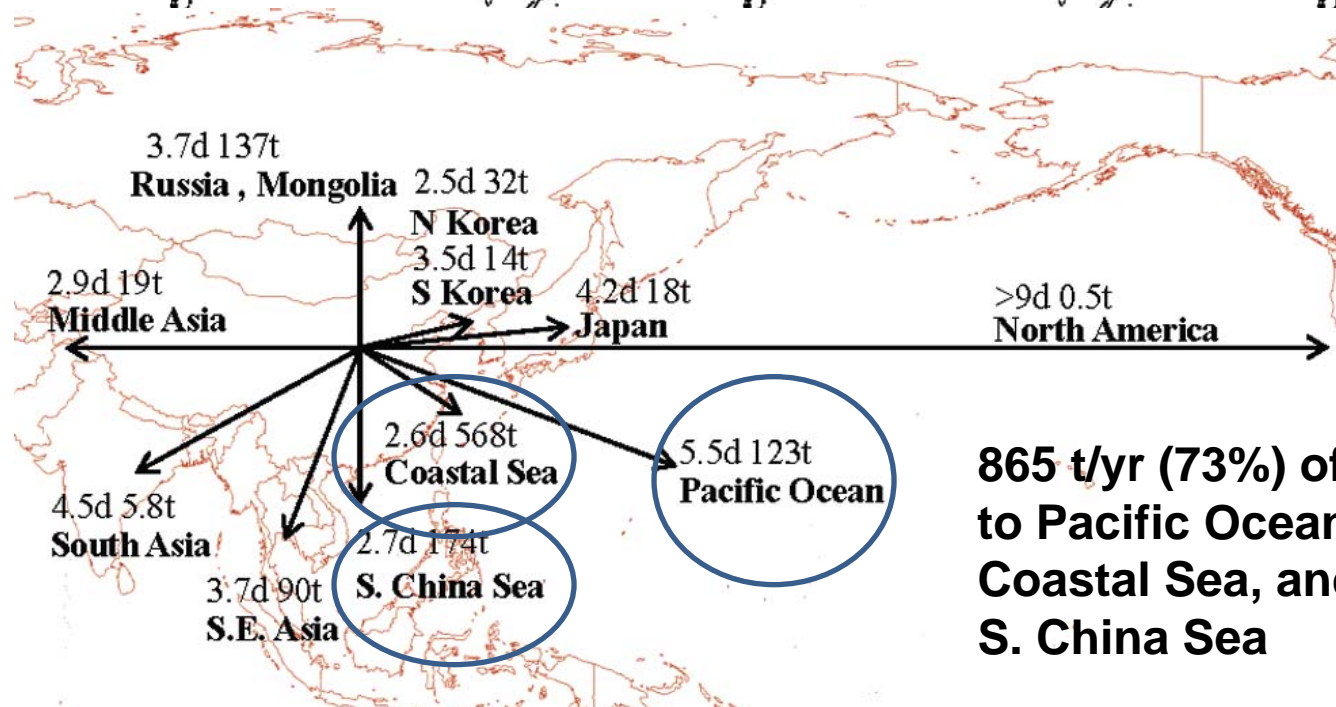 3.7d 137t
Russia , Mongolia
2.5d 32t
N Korea
3.5d 14t
S Korea
2.9d 19t
Middle Asia
4.2d 18t
Japan
>9d 0.5t
North America
2.6d 568t
Coastal Sea
5.5d 123t
Pacific Ocean
4.5d 5.8t
South Asia
2.7d 174t
S. China Sea
3.7d 90t
S.E. Asia
865 t/yr (73%) of
to Pacific Ocean
Coastal Sea, and
S. China Sea